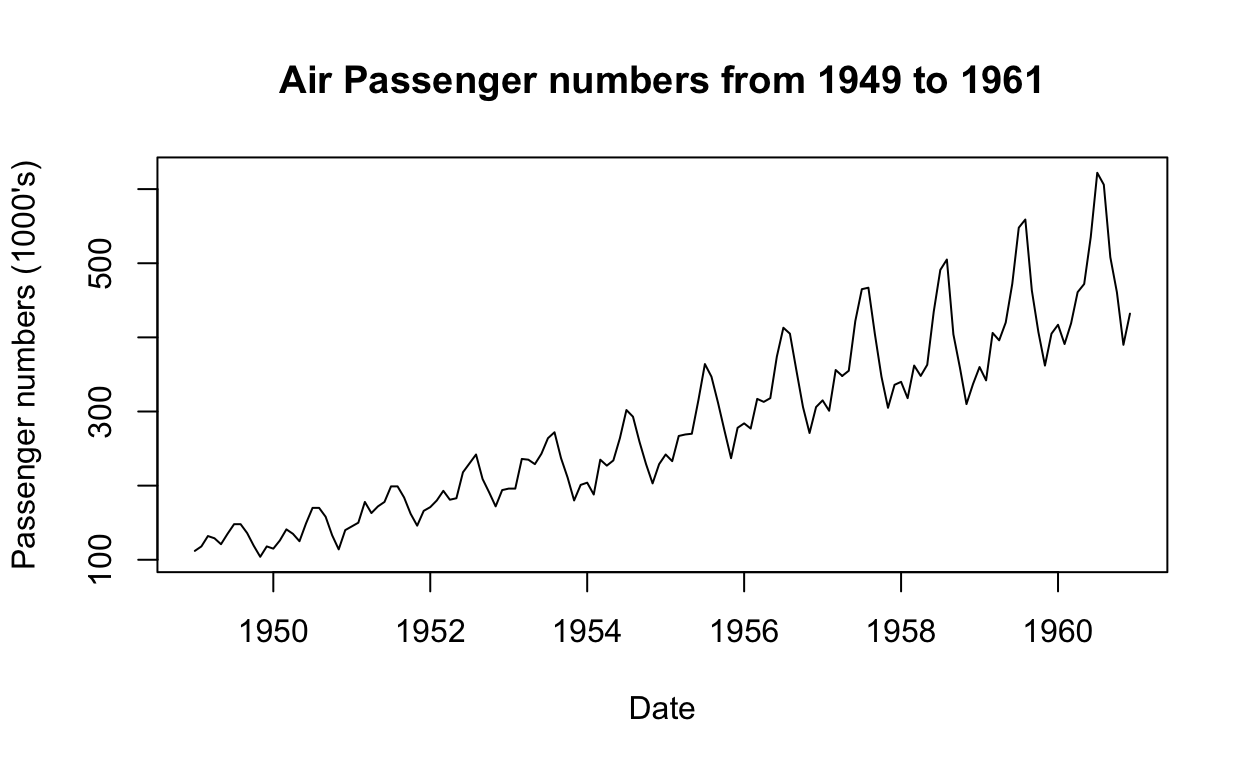 Air Passenger numbers from 1949 to 1961
Passenger numbers (1000's)
500
300
100
1950 1952 1954 1956 1958 1960
Date